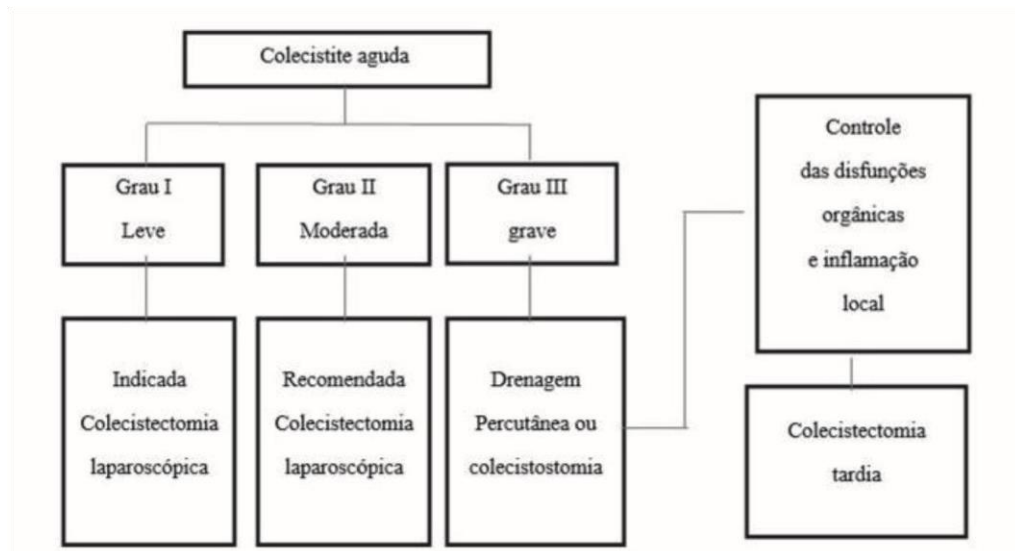 Colecistite aguda
Grau I
Leve
Grau II
Moderada
Grau III
grave
Indicada
Colecistectomia
laparoscópica
Recomendada
Colecistectomia
laparoscópica
Drenagem
Percutânea ou
colecistostomia
Controle
das disfunções
orgânicas
e inflamação
local
Colecistectomia
tardia